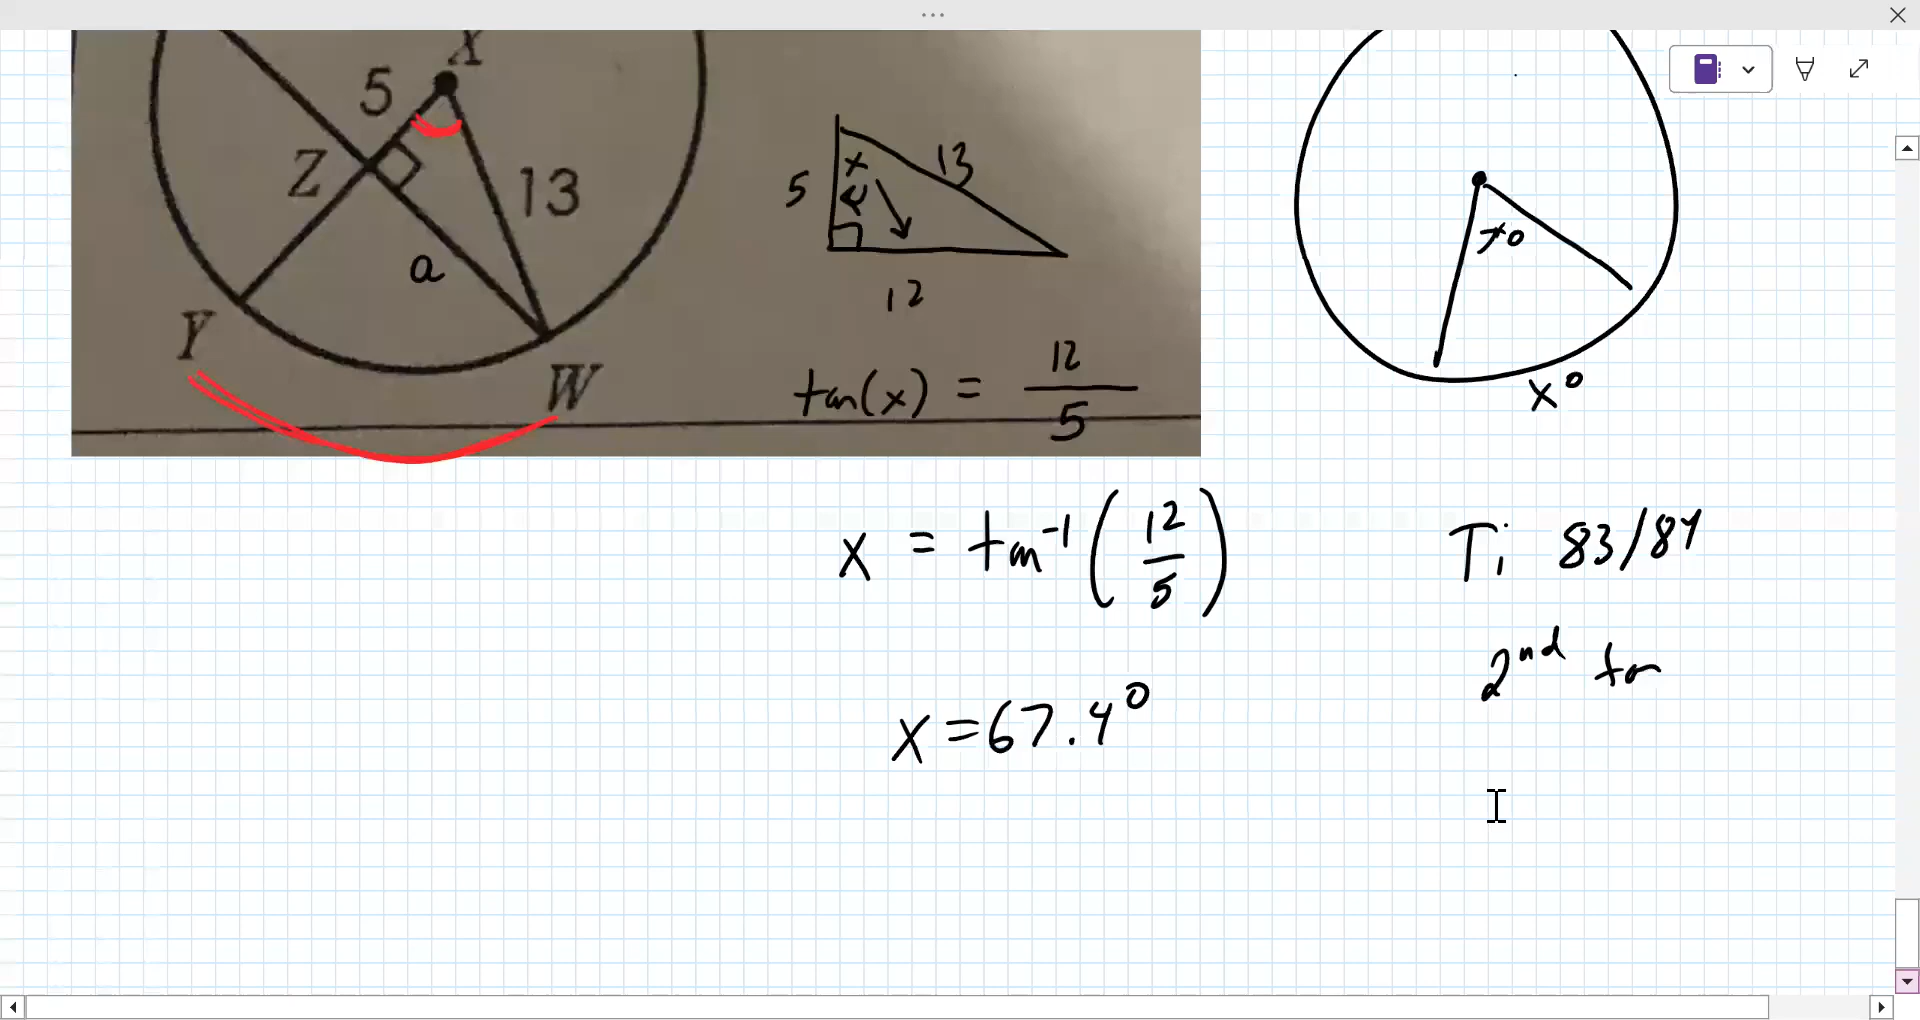 X
5
Z
13
a
Y
W
x
5
13
12
tan(x) = 12/5
x°
x°
x = tan⁻¹(12/5)
Ti 83/84
2nd tan
x = 67.4°